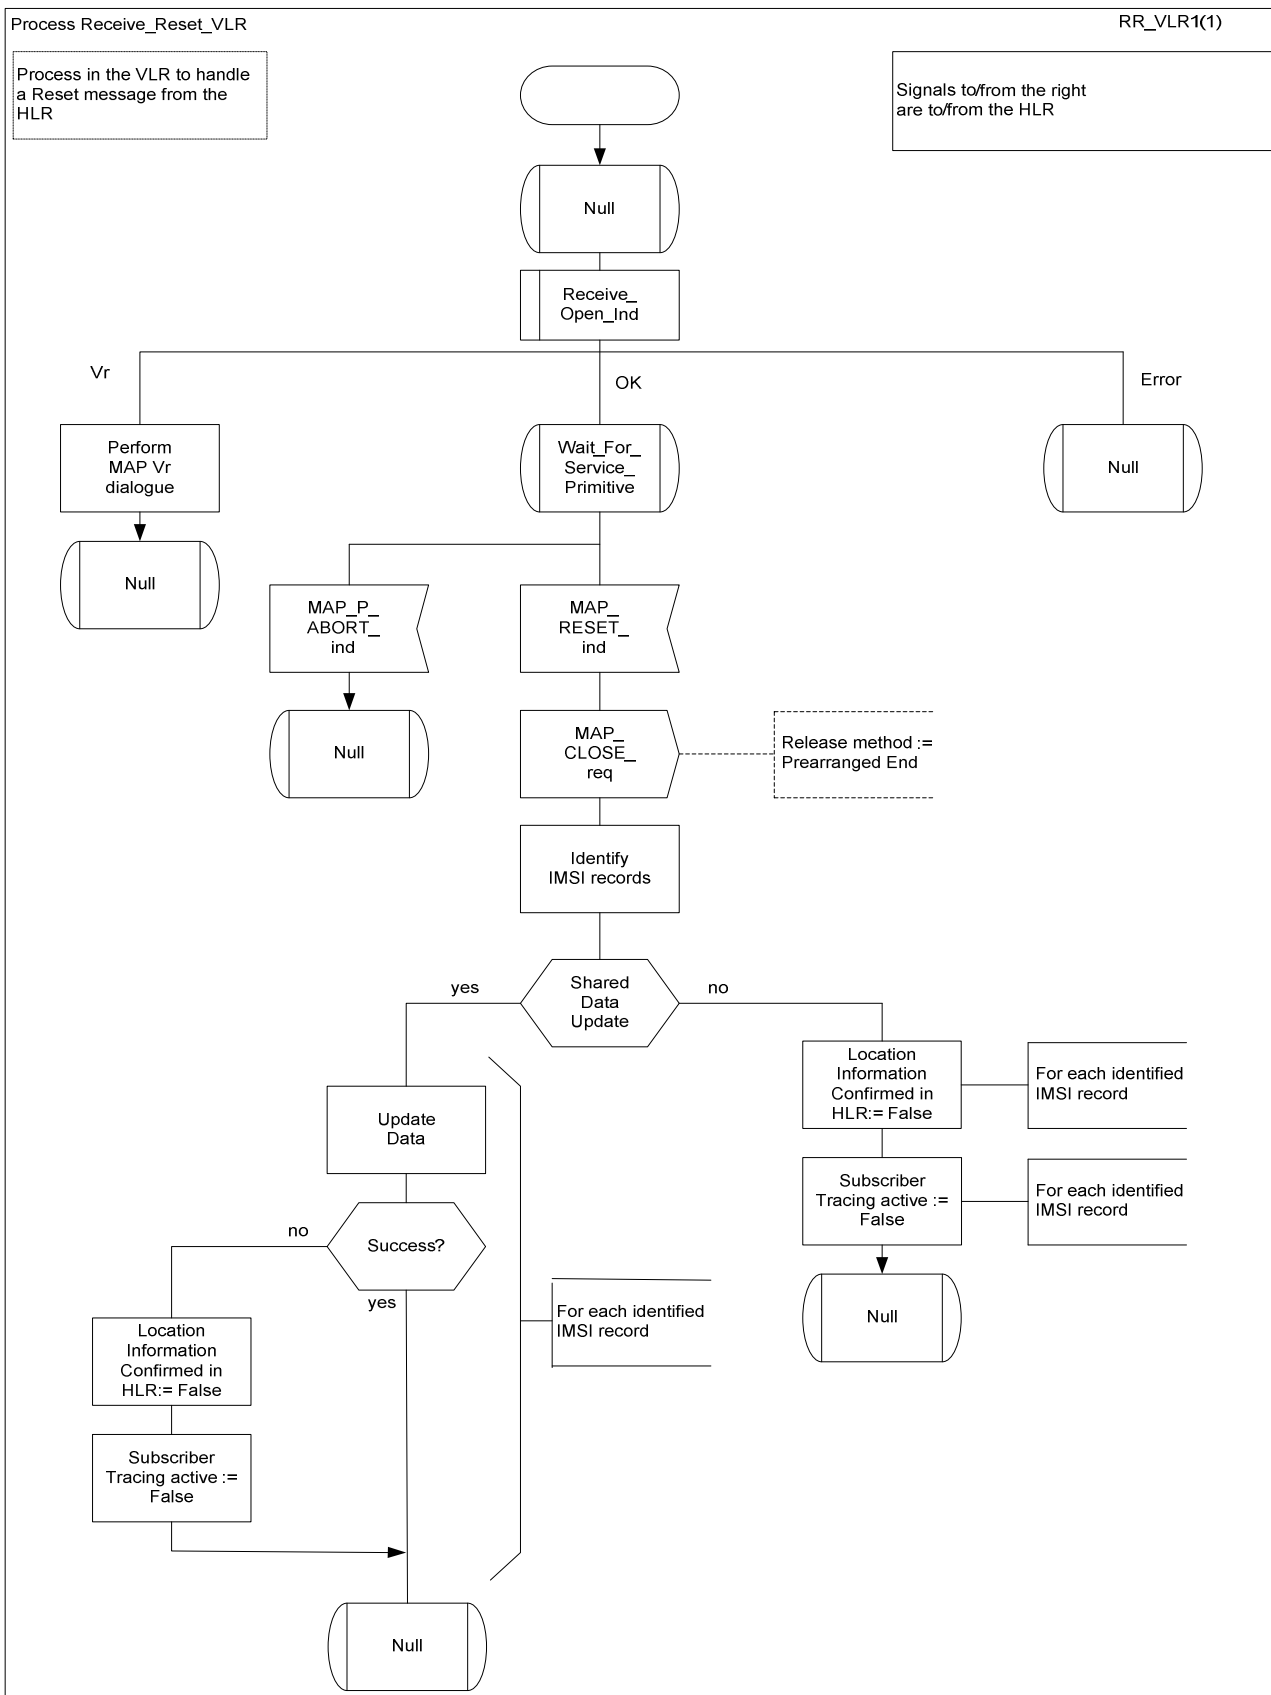 Process Receive_Reset_VLR
RR_VLR1(1)
Process in the VLR to handle
a Reset message from the
HLR
Signals to/from the right
are to/from the HLR
Null
Receive_
Open_Ind
Vr
OK
Error
Perform
MAP Vr
dialogue
Wait_For_
Service_
Primitive
Null
Null
MAP_P_
ABORT_
ind
MAP_
RESET_
ind
Null
MAP_
CLOSE_
req
Release method :=
Prearranged End
Identify
IMSI records
Shared
Data
Update
yes
no
Location
Information
Confirmed in
HLR:= False
For each identified
IMSI record
Update
Data
Subscriber
Tracing active :=
False
For each identified
IMSI record
Success?
no
yes
Null
For each identified
IMSI record
Location
Information
Confirmed in
HLR:= False
Subscriber
Tracing active :=
False
Null